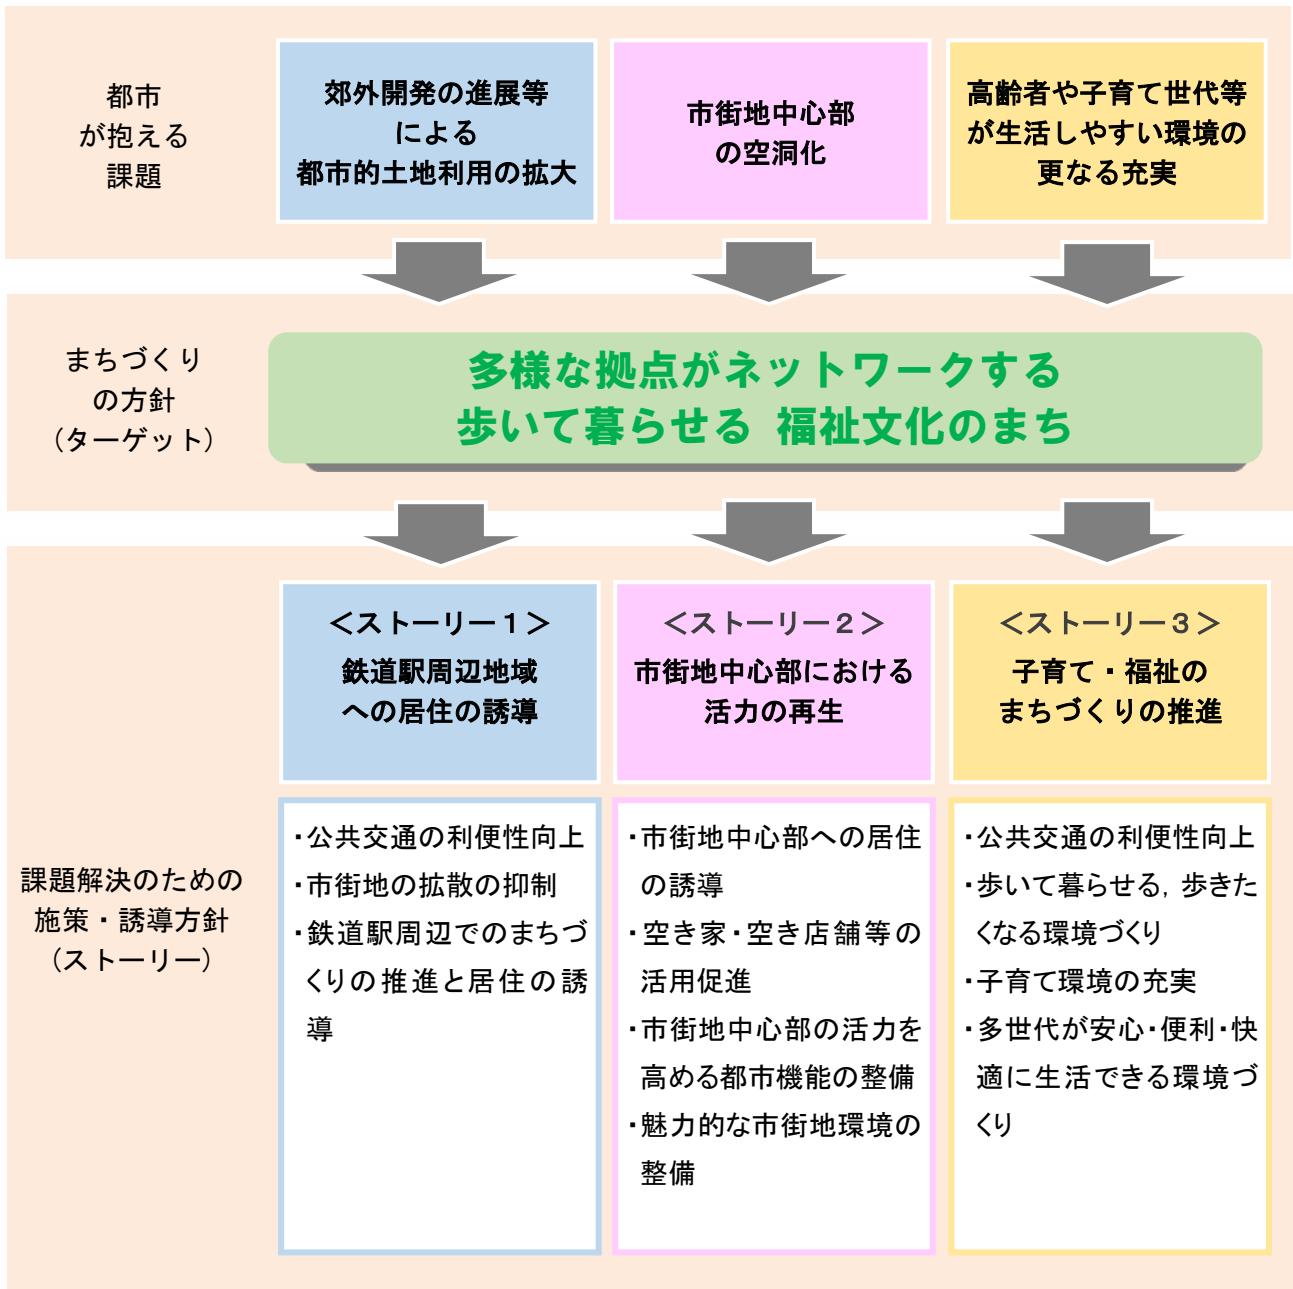 都市
が抱える
課題
郊外開発の進展等
による
都市的土地利用の拡大
市街地中心部
の空洞化
高齢者や子育て世代等
が生活しやすい環境の
更なる充実
まちづくり
の方針
（ターゲット）
多様な拠点がネットワークする
歩いて暮らせる 福祉文化のまち
課題解決のための
施策・誘導方針
（ストーリー）
＜ストーリー１＞
鉄道駅周辺地域
への居住の誘導
・公共交通の利便性向上
・市街地の拡散の抑制
・鉄道駅周辺でのまちづ
くりの推進と居住の誘
導
＜ストーリー２＞
市街地中心部における
活力の再生
・市街地中心部への居住
の誘導
・空き家・空き店舗等の
活用促進
・市街地中心部の活力を
高める都市機能の整備
・魅力的な市街地環境の
整備
＜ストーリー３＞
子育て・福祉の
まちづくりの推進
・公共交通の利便性向上
・歩いて暮らせる，歩きた
くなる環境づくり
・子育て環境の充実
・多世代が安心・便利・快
適に生活できる環境づ
くり